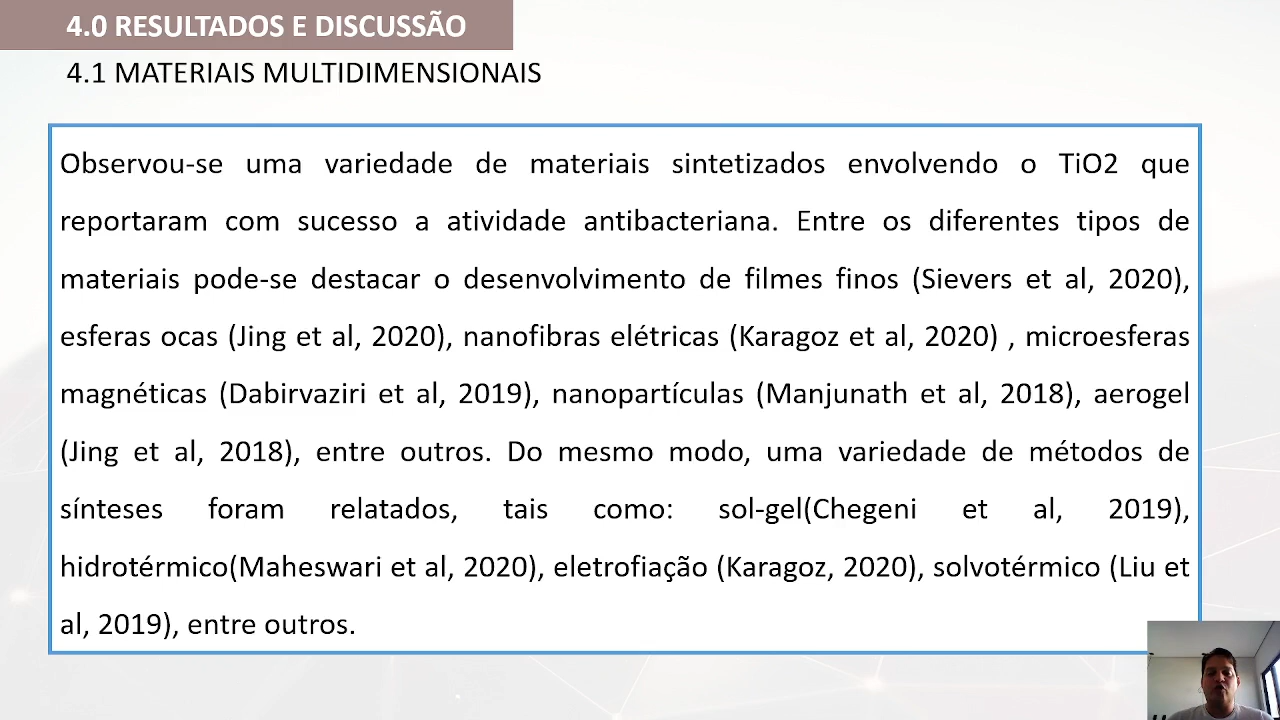 4.0 RESULTADOS E DISCUSSÃO
4.1 MATERIAIS MULTIDIMENSIONAIS
Observou-se uma variedade de materiais sintetizados envolvendo o TiO2 que
reportaram com sucesso a atividade antibacteriana. Entre os diferentes tipos de
materiais pode-se destacar o desenvolvimento de filmes finos (Sievers et al, 2020),
esferas ocas (Jing et al, 2020), nanofibras elétricas (Karagoz et al, 2020) , microesferas
magnéticas (Dabirvaziri et al, 2019), nanopartículas (Manjunath et al, 2018), aerogel
(Jing et al, 2018), entre outros. Do mesmo modo, uma variedade de métodos de
sínteses foram relatados, tais como: sol-gel(Chegeni et al, 2019),
hidrotérmico(Maheswari et al, 2020), eletrofiação (Karagoz, 2020), solvotérmico (Liu et
al, 2019), entre outros.